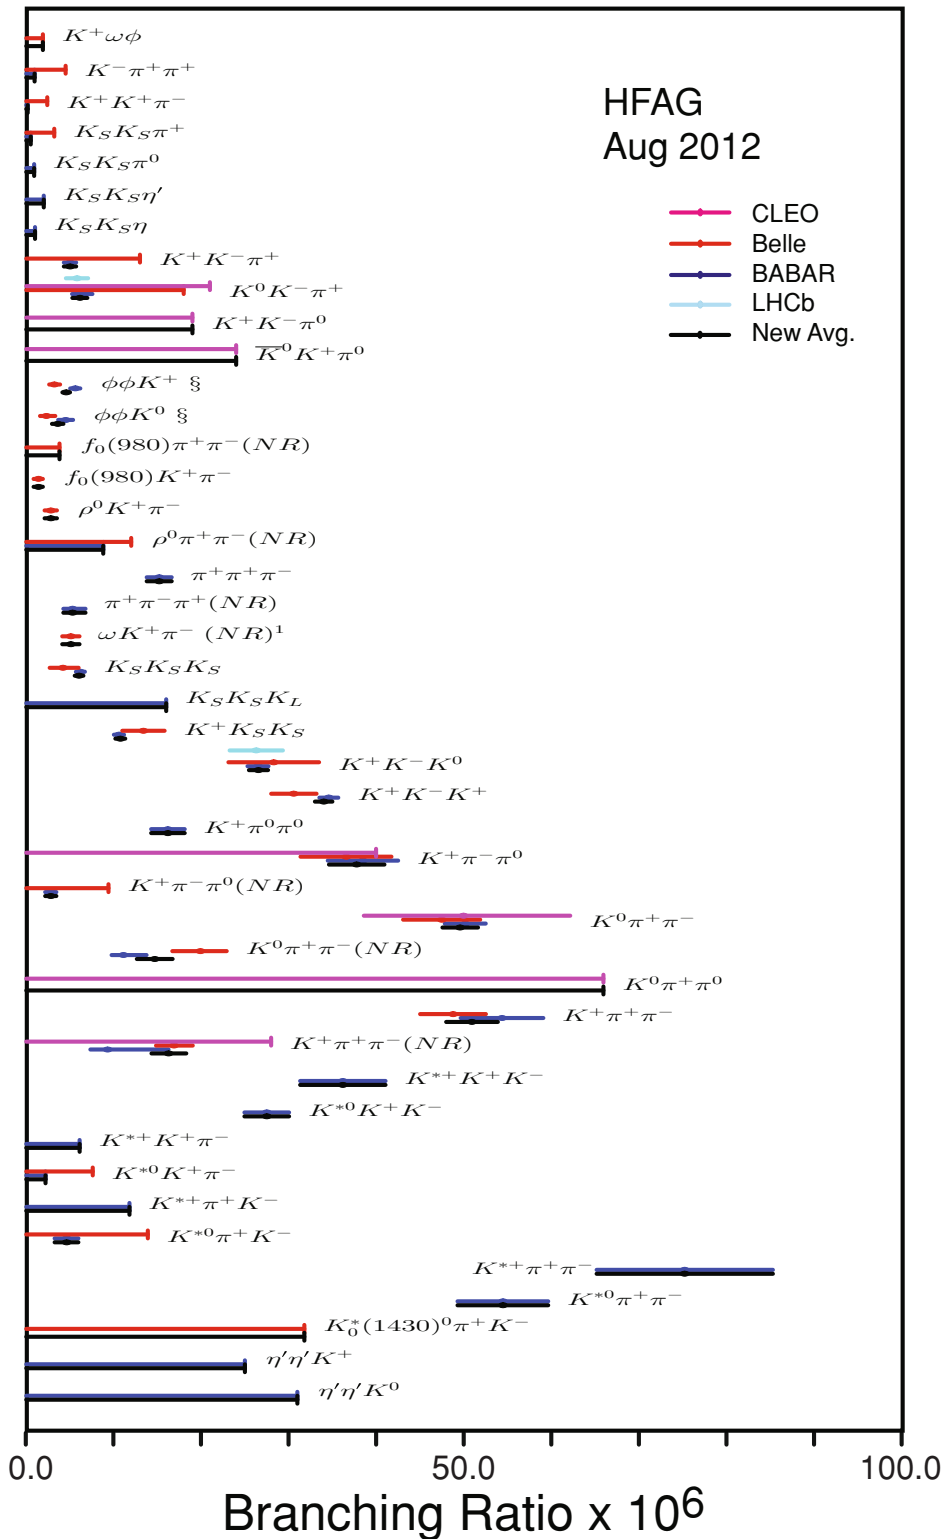 K⁺ωϕ
K⁻π⁺π⁺
K⁺K⁺π⁻
HFAG
Aug 2012
K_SK_Sπ⁺
K_SK_Sπ⁰
K_SK_Sη′
K_SK_Sη
CLEO
Belle
BABAR
LHCb
New Avg.
K⁺K⁻π⁺
K⁰K⁻π⁺
K⁺K⁻π⁰
K̅⁰K⁺π⁰
ϕϕK⁺ §
ϕϕK⁰ §
f₀(980)π⁺π⁻(NR)
f₀(980)K⁺π⁻
ρ⁰K⁺π⁻
ρ⁰π⁺π⁻(NR)
π⁺π⁺π⁻
π⁺π⁻π⁺(NR)
ωK⁺π⁻ (NR)¹
K_SK_SK_S
K_SK_SK_L
K⁺K_SK_S
K⁺K⁻K⁰
K⁺K⁻K⁺
K⁺π⁰π⁰
K⁺π⁻π⁰
K⁺π⁻π⁰(NR)
K⁰π⁺π⁻
K⁰π⁺π⁻(NR)
K⁰π⁺π⁰
K⁺π⁺π⁻
K⁺π⁺π⁻(NR)
K*⁺K⁺K⁻
K*⁰K⁺K⁻
K*⁺K⁺π⁻
K*⁰K⁺π⁻
K*⁺π⁺K⁻
K*⁰π⁺K⁻
K*⁺π⁺π⁻
K*⁰π⁺π⁻
K₀*(1430)⁰π⁺K⁻
η′η′K⁺
η′η′K⁰
0.0 50.0 100.0
Branching Ratio x 10⁶